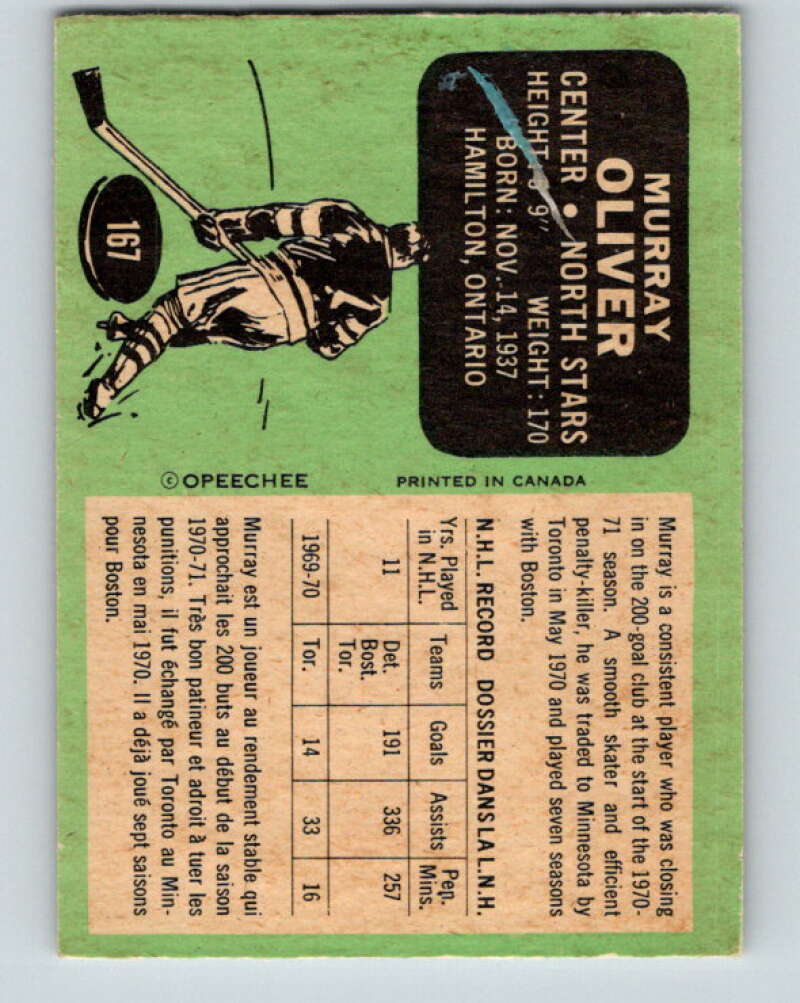 MURRAY
OLIVER
CENTER • NORTH STARS
HEIGHT: 9" WEIGHT: 170
BORN: NOV. 14, 1937
HAMILTON, ONTARIO
167
© OPEECHEE PRINTED IN CANADA
Murray is a consistent player who was closing
in on the 200-goal club at the start of the 1970-
71 season. A smooth skater and efficient
penalty-killer, he was traded to Minnesota by
Toronto in May 1970 and played seven seasons
with Boston.
N.H.L. RECORD DOSSIER DANS LA L.N.H.
Yrs. Played in N.H.L. Teams Goals Assists Pen. Mins.
11 Det. Bost. Tor. 191 336 257
1969-70 Tor. 14 33 16
Murray est un joueur au rendement stable qui
approchait les 200 buts au début de la saison
1970-71. Très bon patineur et adroit à tuer les
punitions, il fut échangé par Toronto au Min-
nesota en mai 1970. Il a déjà joué sept saisons
pour Boston.